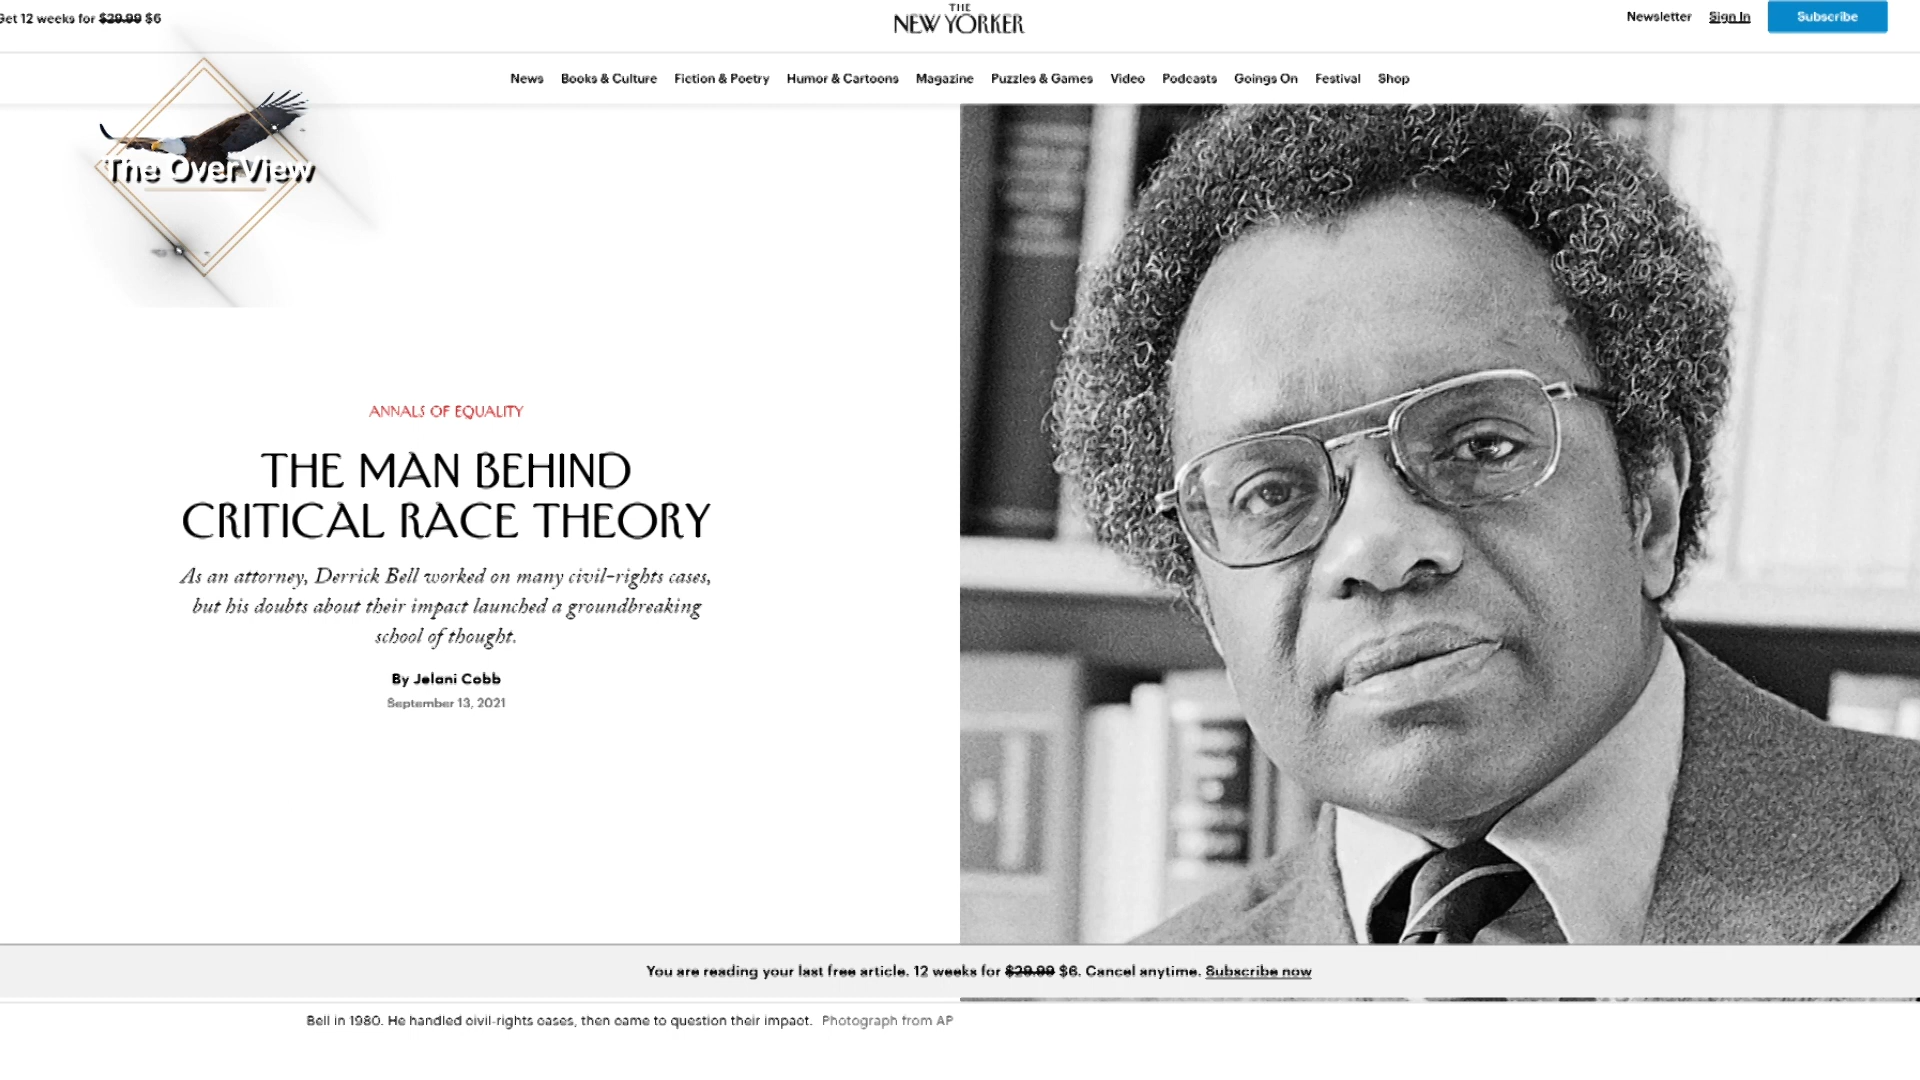 Get 12 weeks for $29.99 $6
THE
NEW YORKER
Newsletter Sign In Subscribe
News Books & Culture Fiction & Poetry Humor & Cartoons Magazine Puzzles & Games Video Podcasts Goings On Festival Shop
The OverView
ANNALS OF EQUALITY
THE MAN BEHIND
CRITICAL RACE THEORY
As an attorney, Derrick Bell worked on many civil-rights cases,
but his doubts about their impact launched a groundbreaking
school of thought.
By Jelani Cobb
September 13, 2021
You are reading your last free article. 12 weeks for $29.99 $6. Cancel anytime. Subscribe now
Bell in 1980. He handled civil-rights cases, then came to question their impact. Photograph from AP